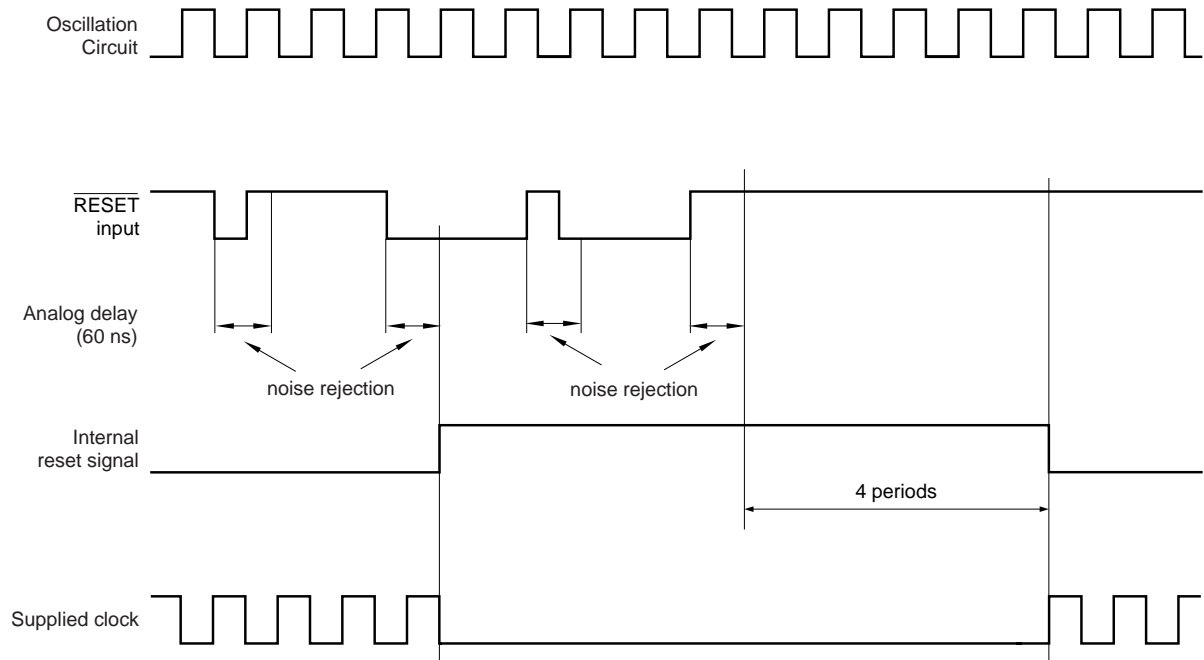 Oscillation
Circuit
RESET
input
Analog delay
(60 ns)
noise rejection
noise rejection
Internal
reset signal
4 periods
Supplied clock